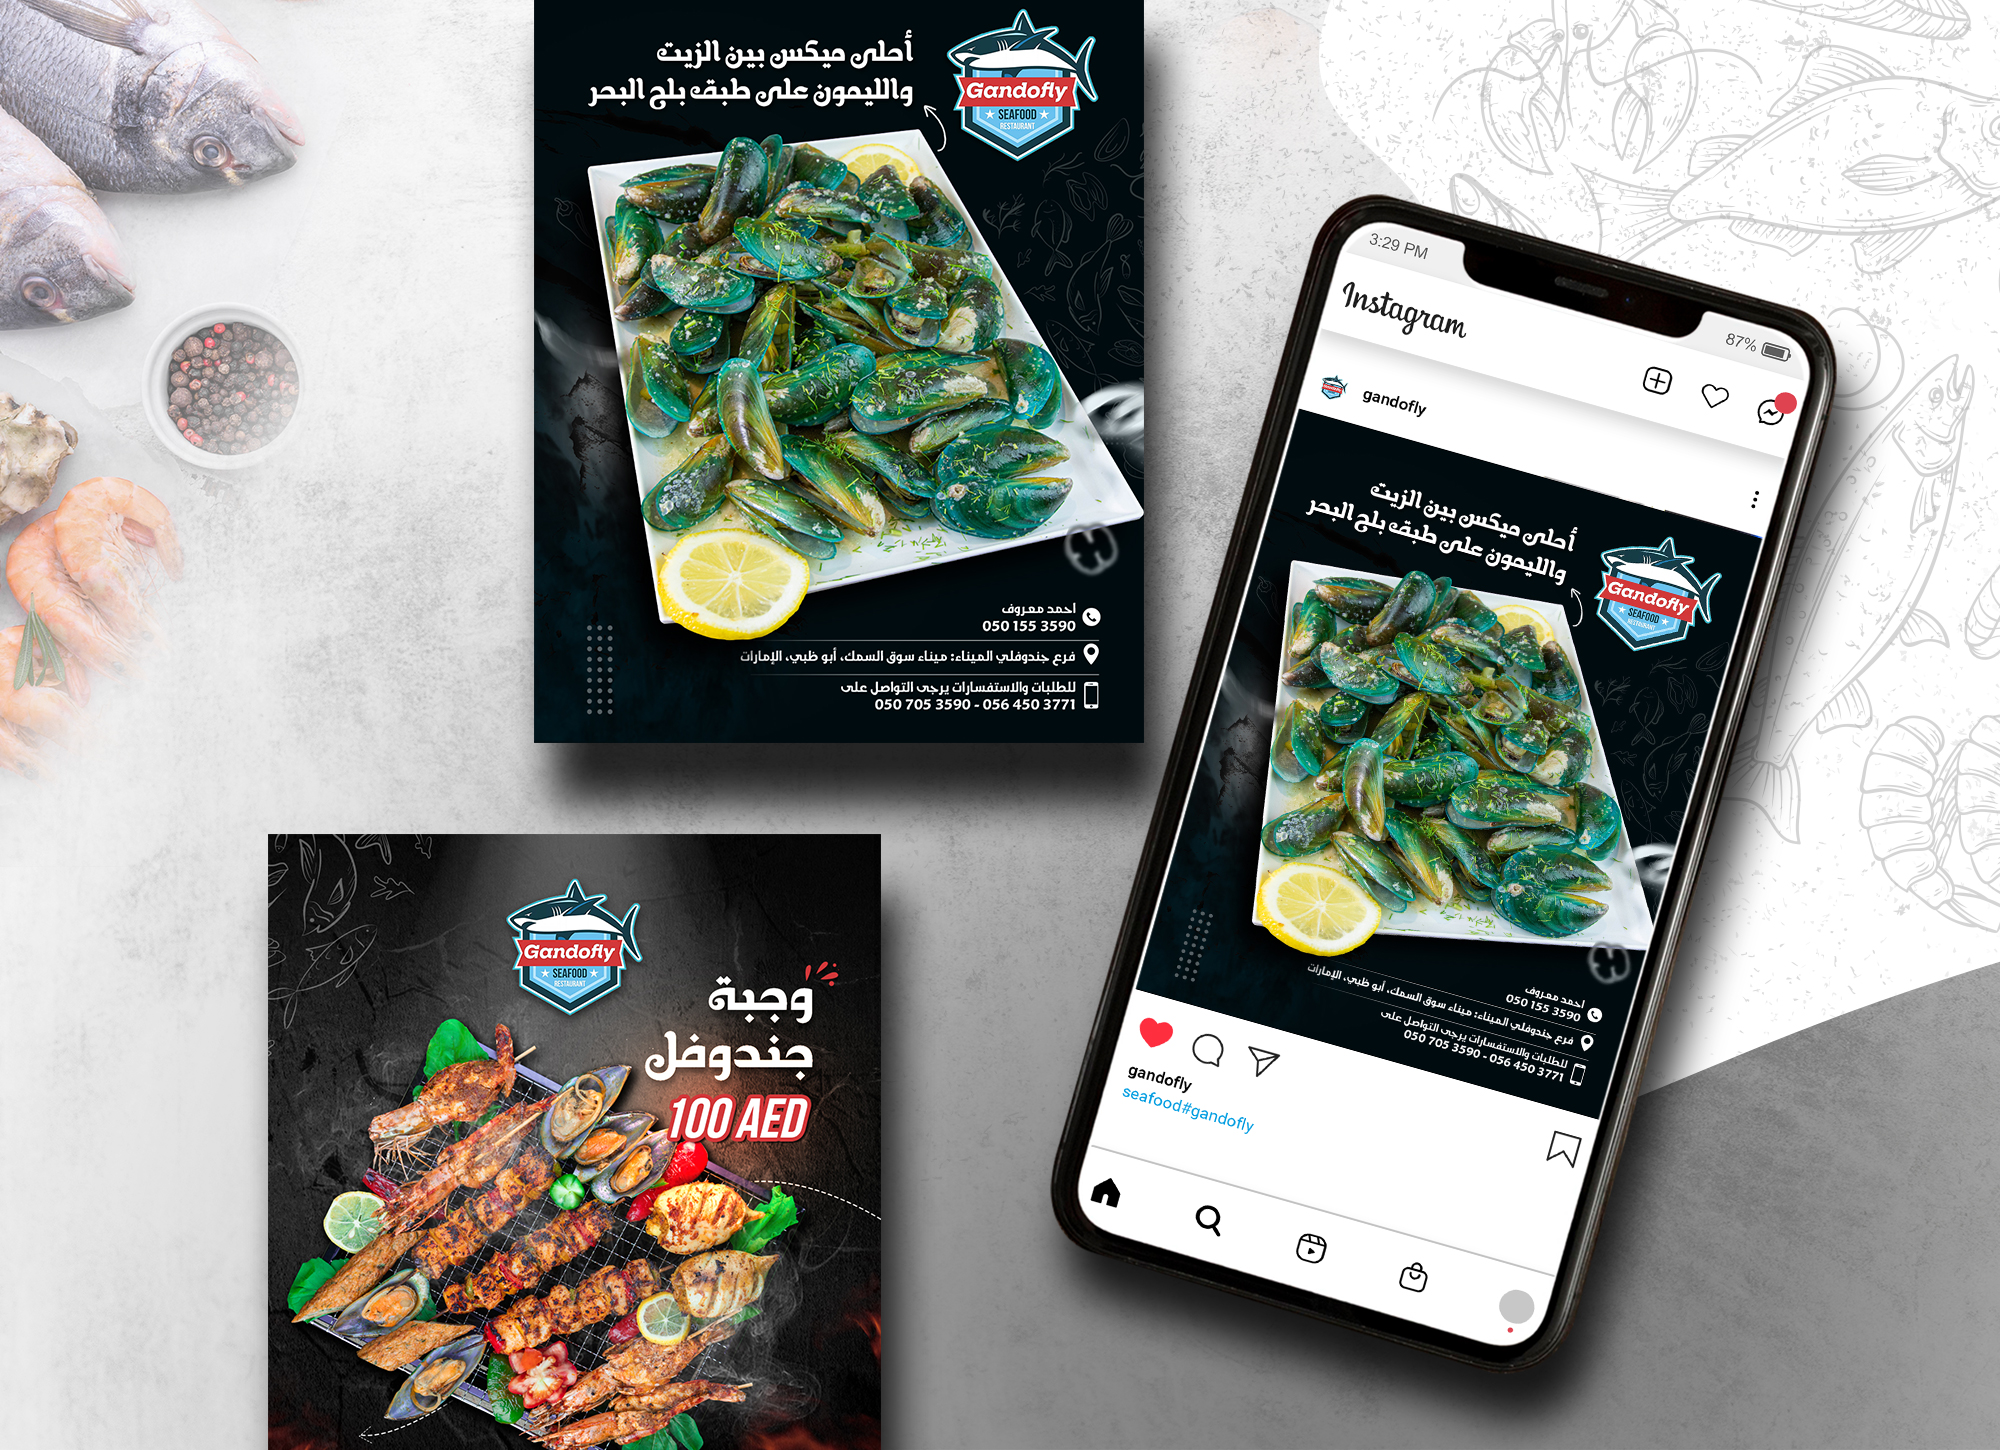 أحلى ميكس بين الزيت
والليمون على طبق بلح البحر
Gandofly
SEAFOOD
RESTAURANT
احمد معروف
050 155 3590
فرع جندوفلي الميناء: ميناء سوق السمك، أبو ظبي، الإمارات
للطلبات والاستفسارات يرجى التواصل على
050 705 3590 - 056 450 3771
Gandofly
SEAFOOD
RESTAURANT
وجبة
جندوفل
100 AED
3:29 PM
87%
Instagram
gandofly
أحلى ميكس بين الزيت
والليمون على طبق بلح البحر
Gandofly
SEAFOOD
RESTAURANT
احمد معروف
050 155 3590
فرع جندوفلي الميناء: ميناء سوق السمك، أبو ظبي، الإمارات
للطلبات والاستفسارات يرجى التواصل على
050 705 3590 - 056 450 3771
gandofly
seafood#gandofly